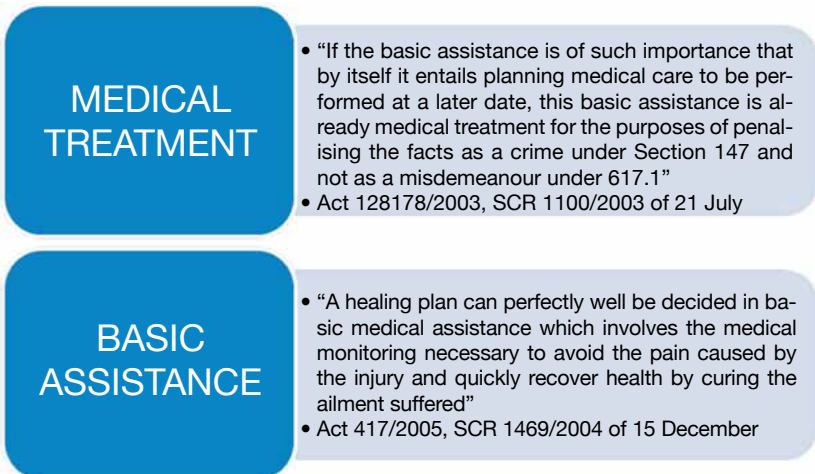 MEDICAL
TREATMENT
• “If the basic assistance is of such importance that
by itself it entails planning medical care to be per-
formed at a later date, this basic assistance is al-
ready medical treatment for the purposes of penal-
ising the facts as a crime under Section 147 and
not as a misdemeanour under 617.1”
• Act 128178/2003, SCR 1100/2003 of 21 July
BASIC
ASSISTANCE
• “A healing plan can perfectly well be decided in ba-
sic medical assistance which involves the medical
monitoring necessary to avoid the pain caused by
the injury and quickly recover health by curing the
ailment suffered”
• Act 417/2005, SCR 1469/2004 of 15 December